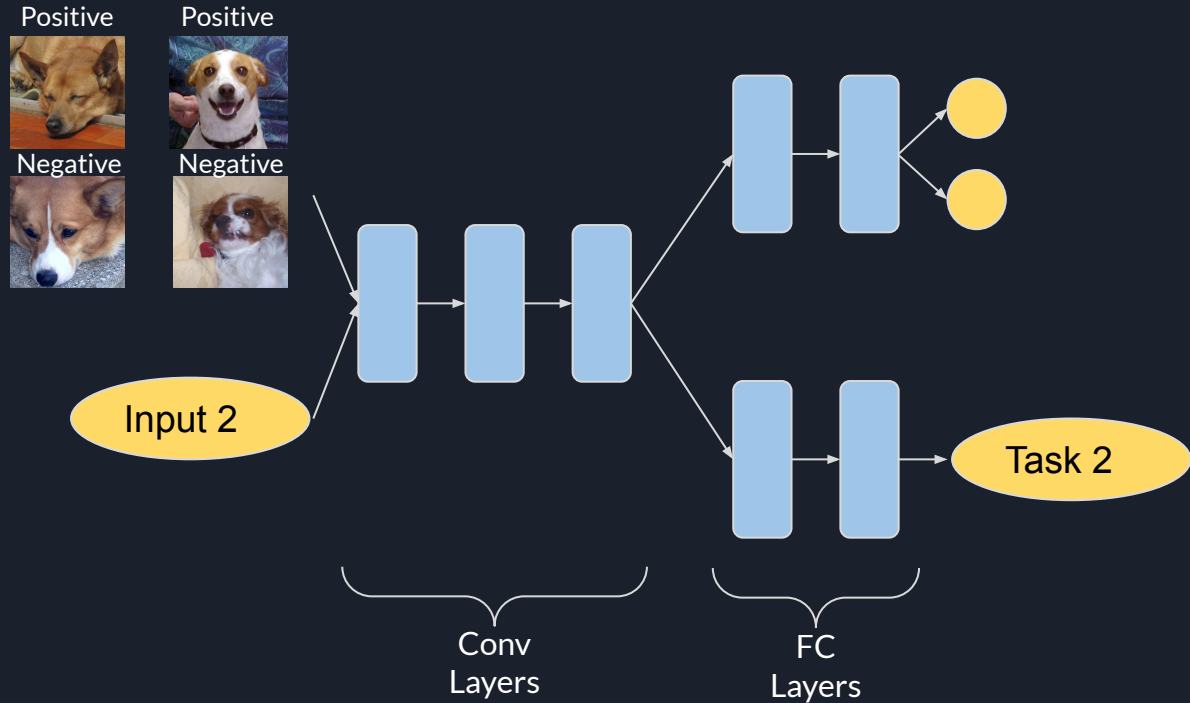 Positive
Positive
Negative
Negative
Input 2
Task 2
Conv
Layers
FC
Layers